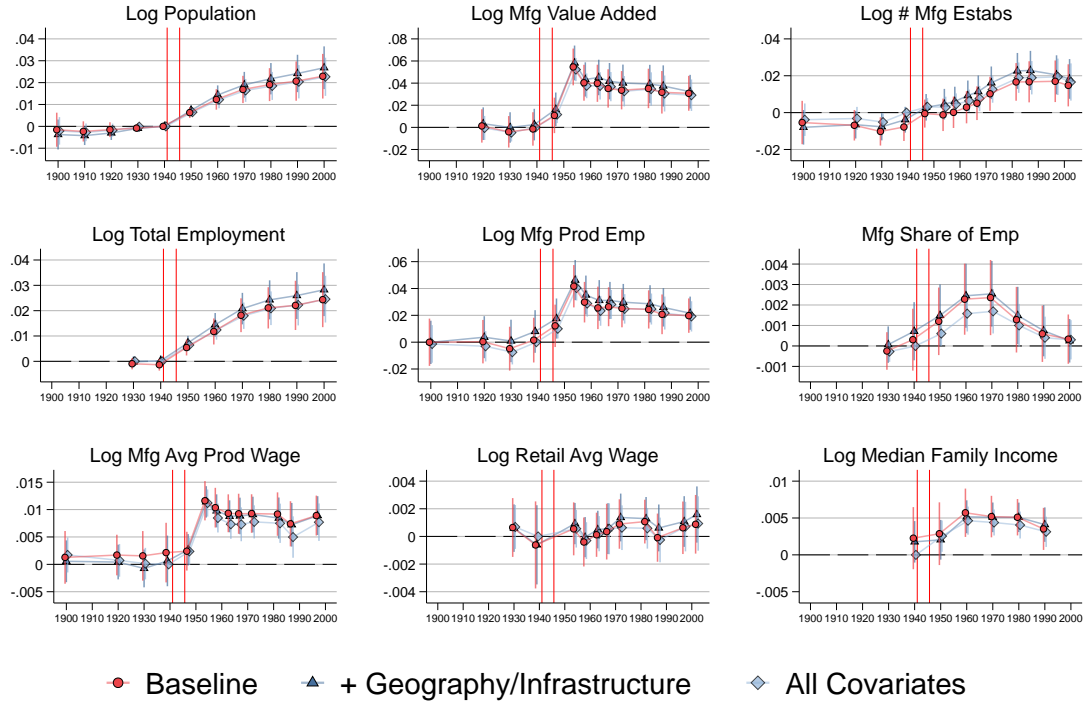 Log Population
.04
.03
.02
.01
0
-.01
1900 1910 1920 1930 1940 1950 1960 1970 1980 1990 2000
Log Mfg Value Added
.08
.06
.04
.02
0
-.02
1900 1910 1920 1930 1940 1950 1960 1970 1980 1990 2000
Log # Mfg Estabs
.04
.02
0
-.02
1900 1910 1920 1930 1940 1950 1960 1970 1980 1990 2000
Log Total Employment
.04
.03
.02
.01
0
1900 1910 1920 1930 1940 1950 1960 1970 1980 1990 2000
Log Mfg Prod Emp
.06
.04
.02
0
-.02
1900 1910 1920 1930 1940 1950 1960 1970 1980 1990 2000
Mfg Share of Emp
.004
.003
.002
.001
0
-.001
1900 1910 1920 1930 1940 1950 1960 1970 1980 1990 2000
Log Mfg Avg Prod Wage
.015
.01
.005
0
-.005
1900 1910 1920 1930 1940 1950 1960 1970 1980 1990 2000
Log Retail Avg Wage
.004
.002
0
-.002
-.004
1900 1910 1920 1930 1940 1950 1960 1970 1980 1990 2000
Log Median Family Income
.01
.005
0
-.005
1900 1910 1920 1930 1940 1950 1960 1970 1980 1990 2000
Baseline + Geography/Infrastructure All Covariates